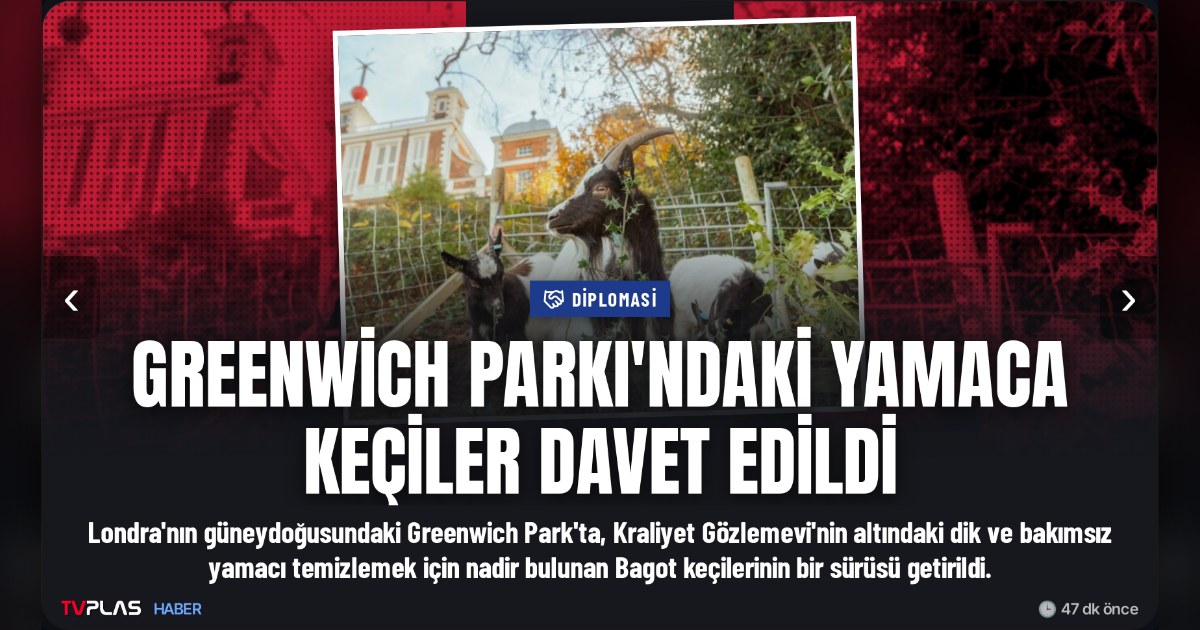 DİPLOMASİ
GREENWİCH PARKI'NDAKİ YAMACA
KEÇİLER DAVET EDİLDİ
Londra'nın güneydoğusundaki Greenwich Park'ta, Kraliyet Gözlemevi'nin altındaki dik ve bakımsız
yamacı temizlemek için nadir bulunan Bagot keçilerinin bir sürüsü getirildi.
TVPLAS HABER
47 dk önce